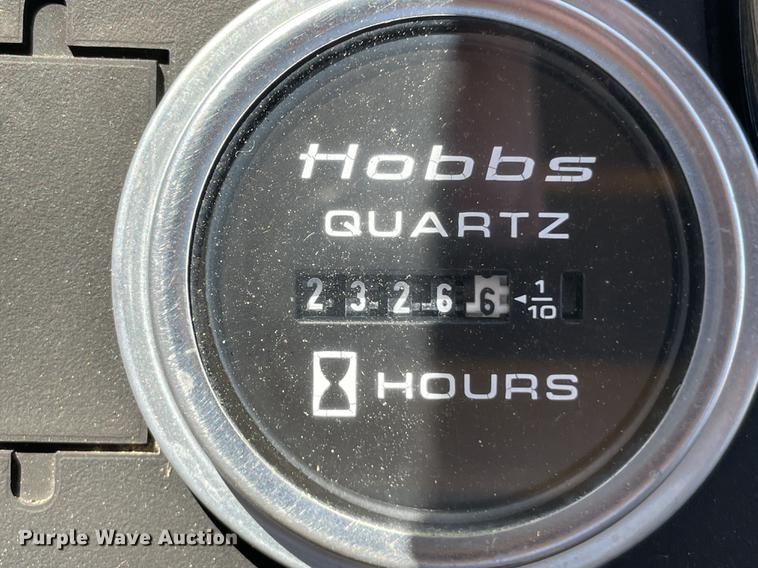 Hobbs
QUARTZ
2 3 2 6 6 ◂ 1/10
HOURS
Purple Wave Auction